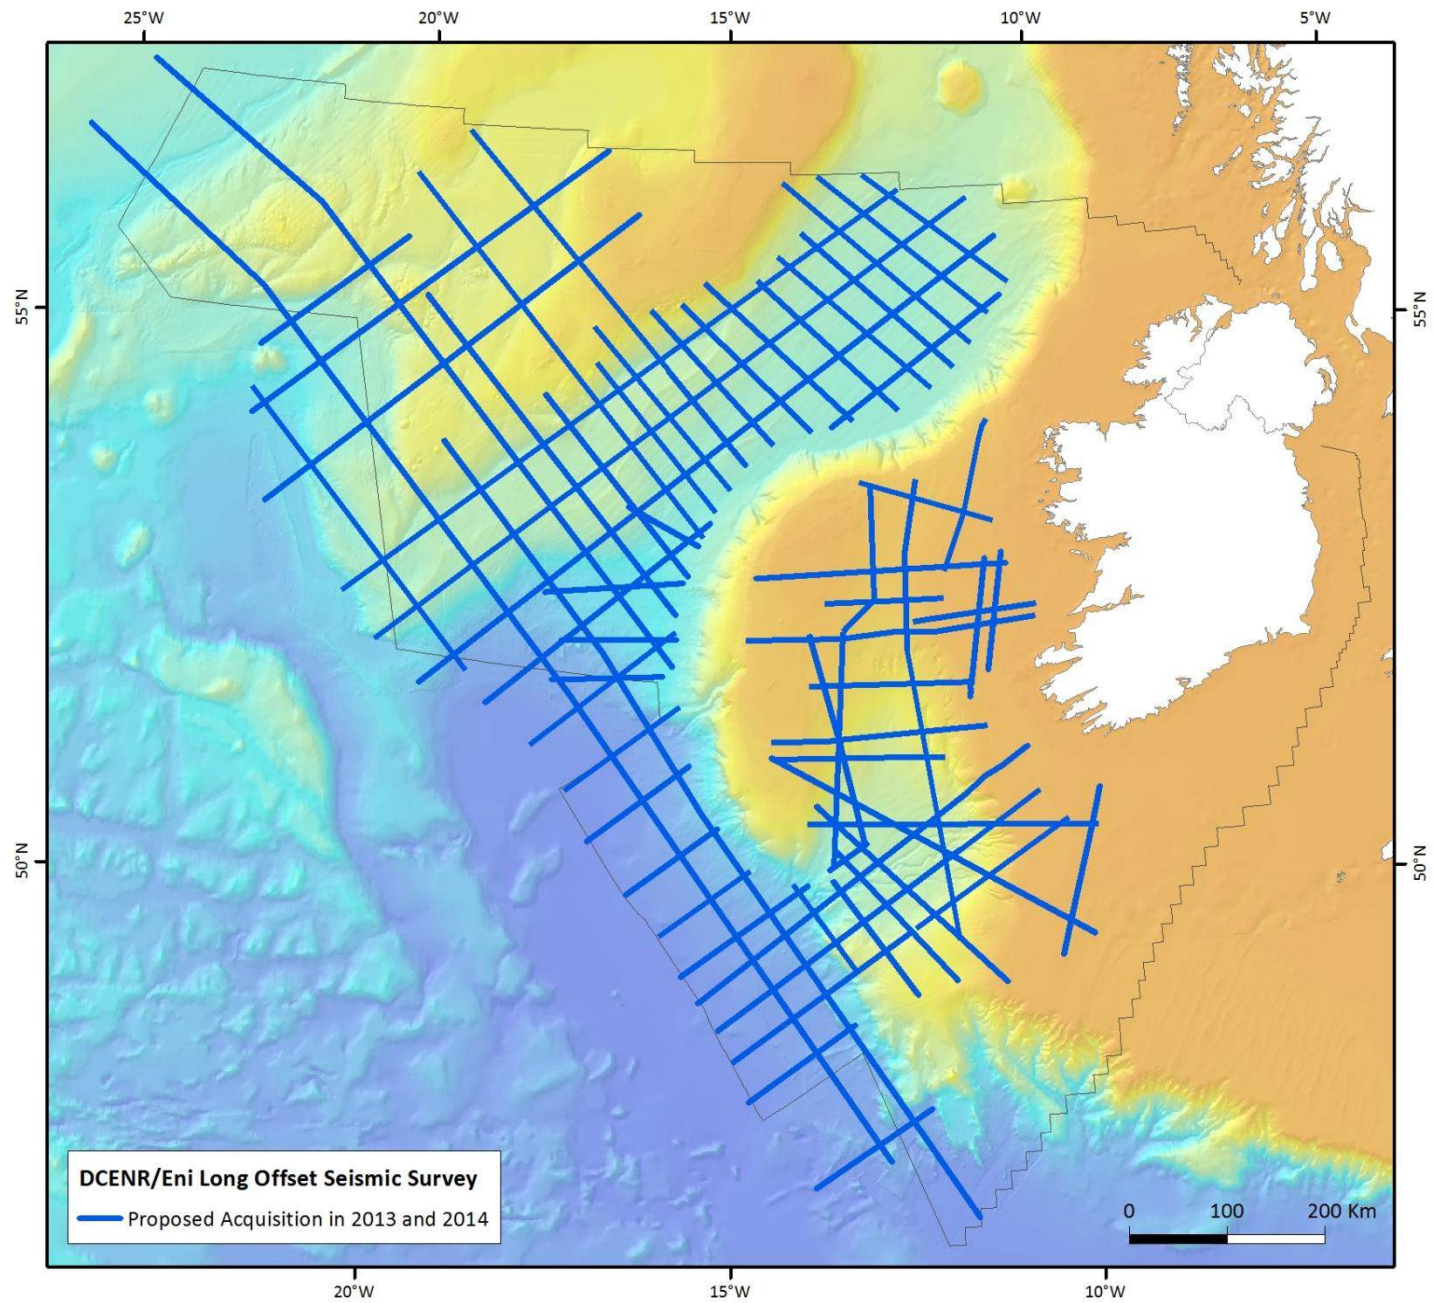 25°W 20°W 15°W 10°W 5°W
55°N 55°N
50°N 50°N
DCENR/Eni Long Offset Seismic Survey
Proposed Acquisition in 2013 and 2014
0 100 200 Km
20°W 15°W 10°W